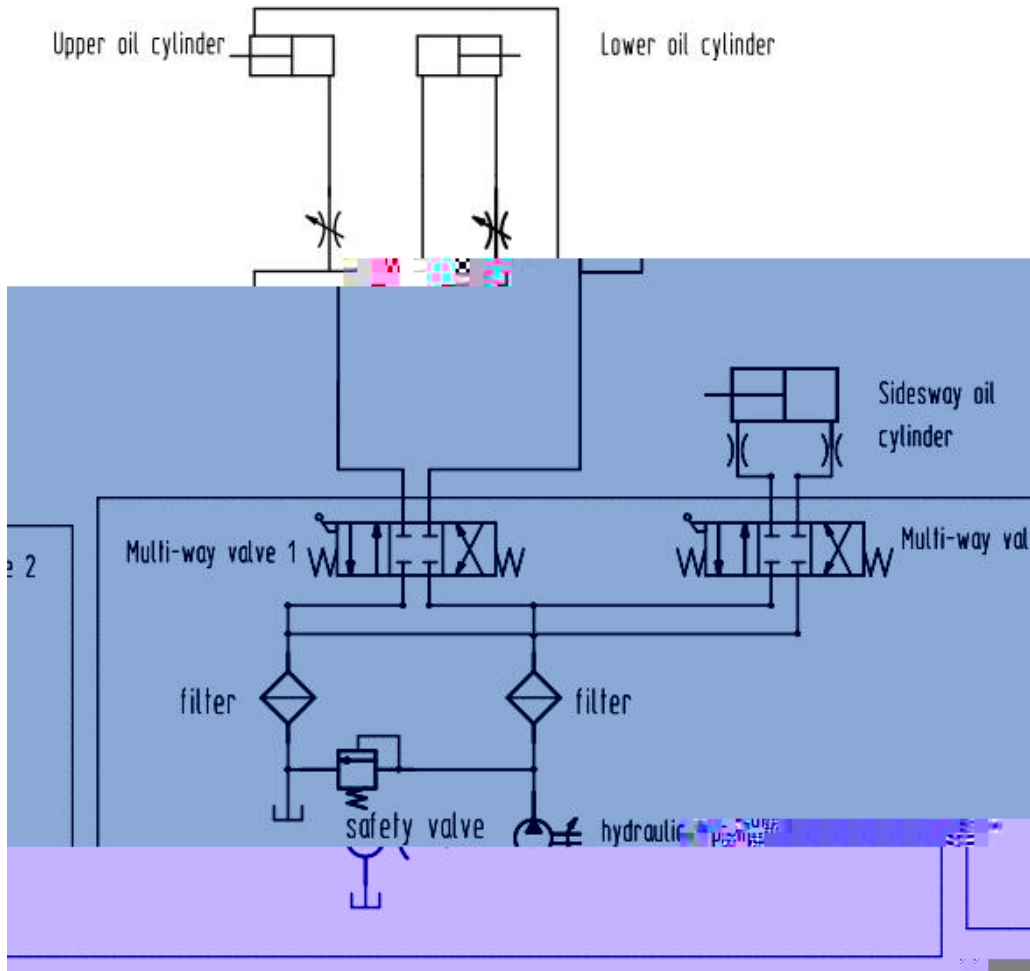 Upper oil cylinder
Lower oil cylinder
Sidesway oil
cylinder
Multi-way valve 1
Multi-way val
e 2
filter
filter
safety valve
hydraulic